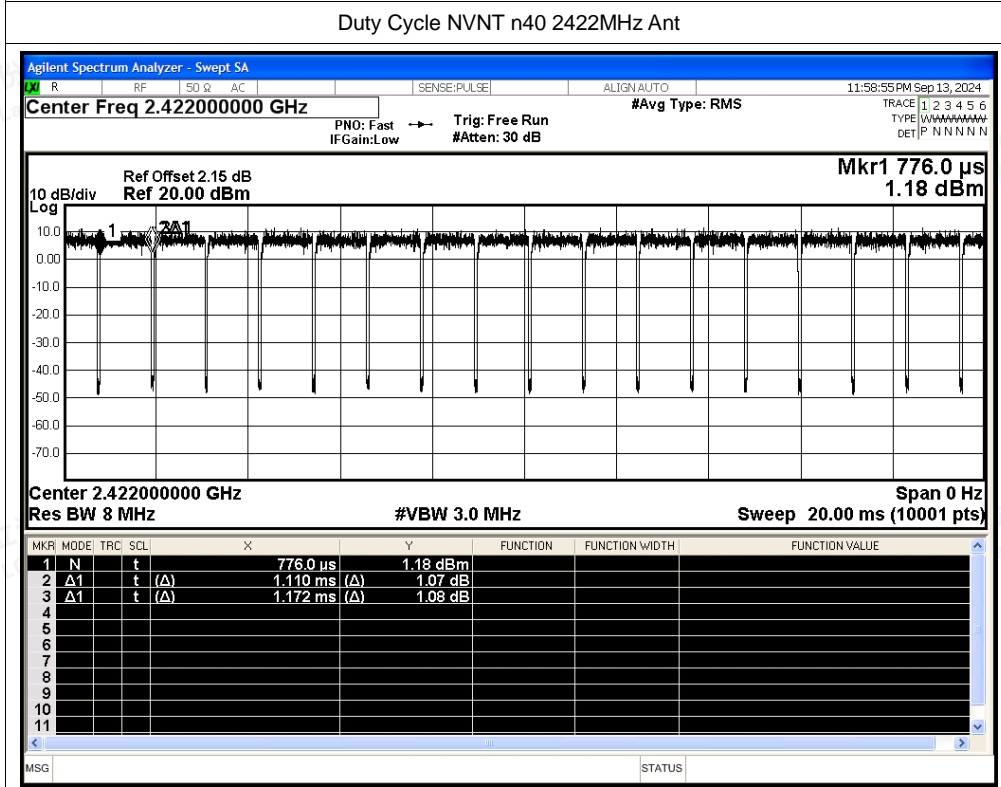 Duty Cycle NVNT n40 2422MHz Ant
Agilent Spectrum Analyzer - Swept SA
LXI R RF 50 Ω AC SENSE:PULSE ALIGN AUTO 11:58:55 PM Sep 13, 2024
Center Freq 2.422000000 GHz #Avg Type: RMS TRACE 1 2 3 4 5 6
PNO: Fast Trig: Free Run TYPE W
IFGain:Low #Atten: 30 dB DET P N N N N N
Mkr1 776.0 µs
Ref Offset 2.15 dB
10 dB/div Ref 20.00 dBm 1.18 dBm
Log
1 2Δ1
10.0
0.00
-10.0
-20.0
-30.0
-40.0
-50.0
-60.0
-70.0
Center 2.422000000 GHz Span 0 Hz
Res BW 8 MHz #VBW 3.0 MHz Sweep 20.00 ms (10001 pts)
MKR MODE TRC SCL X Y FUNCTION FUNCTION WIDTH FUNCTION VALUE
1 N t 776.0 µs 1.18 dBm
2 Δ1 t (Δ) 1.110 ms (Δ) 1.07 dB
3 Δ1 t (Δ) 1.172 ms (Δ) 1.08 dB
4
5
6
7
8
9
10
11
MSG STATUS